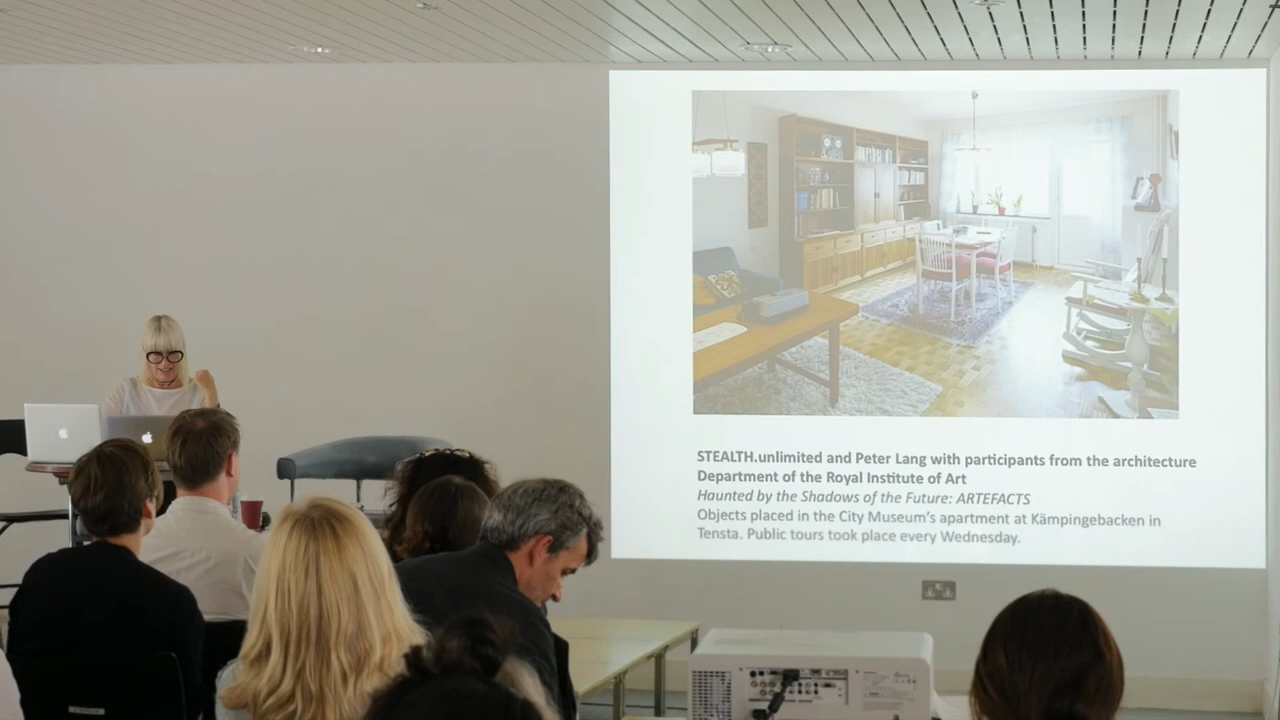 STEALTH.unlimited and Peter Lang with participants from the architecture
Department of the Royal Institute of Art
Haunted by the Shadows of the Future: ARTEFACTS
Objects placed in the City Museum's apartment at Kämpingebacken in
Tensta. Public tours took place every Wednesday.